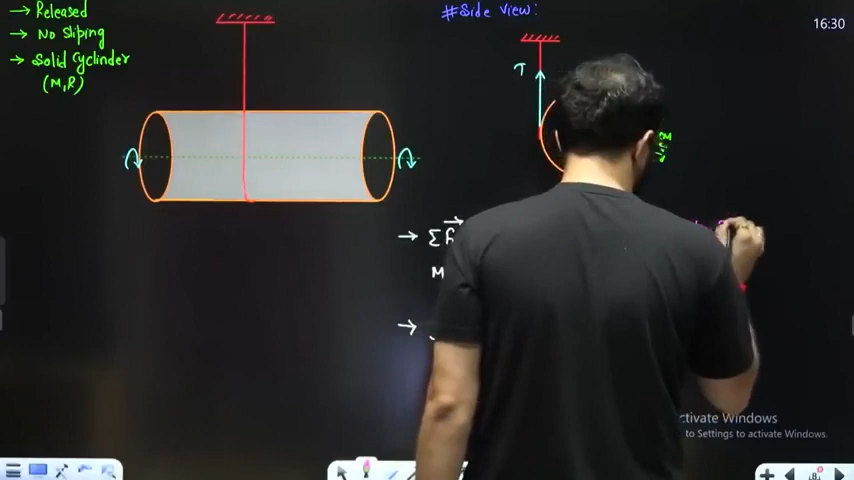 → Released
→ No Sliping
→ Solid Cylinder
(M,R)
#Side view:
16:30
T
→ Σ
M
→
ctivate Windows
to Settings to activate Windows.